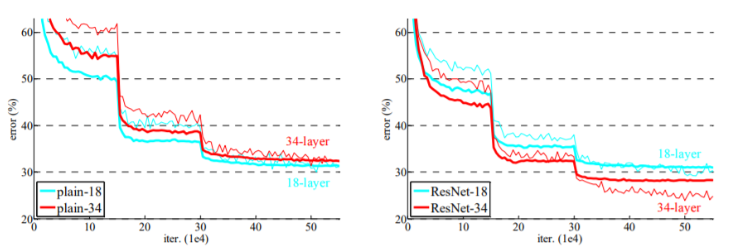 60
50
40
30
20
error (%)
34-layer
18-layer
plain-18
plain-34
0
10
20
30
40
50
iter. (1e4)
60
50
40
30
20
error (%)
18-layer
34-layer
ResNet-18
ResNet-34
0
10
20
30
40
50
iter. (1e4)